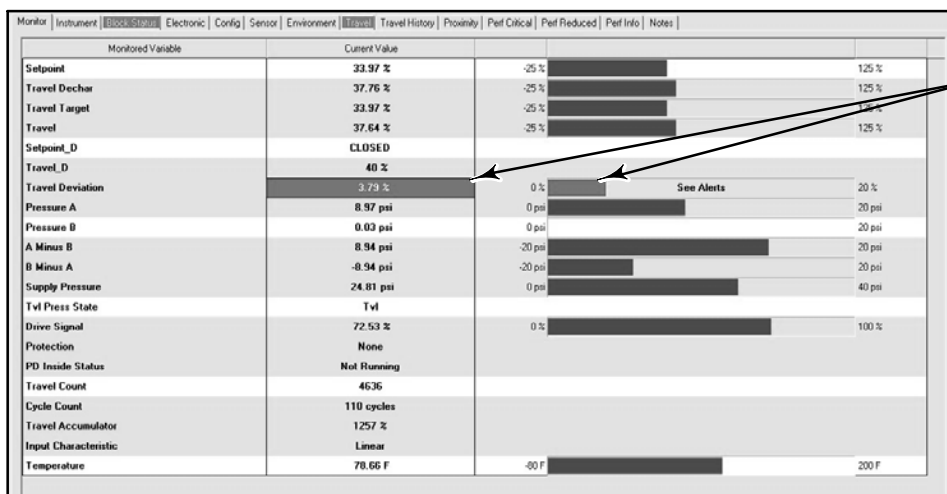 Monitor Instrument Block Status Electronic Config Sensor Environment Travel Travel History Proximity Perf Critical Perf Reduced Perf Info Notes
Monitored Variable Current Value
Setpoint 33.97 % -25 % 125 %
Travel Dechar 37.76 % -25 % 125 %
Travel Target 33.97 % -25 % 125 %
Travel 37.64 % -25 % 125 %
Setpoint_D CLOSED
Travel_D 40 %
Travel Deviation 3.79 % 0 % See Alerts 20 %
Pressure A 8.97 psi 0 psi 20 psi
Pressure B 0.03 psi 0 psi 20 psi
A Minus B 8.94 psi -20 psi 20 psi
B Minus A -8.94 psi -20 psi 20 psi
Supply Pressure 24.81 psi 0 psi 40 psi
Tvl Press State Tvl
Drive Signal 72.53 % 0 % 100 %
Protection None
PD Inside Status Not Running
Travel Count 4636
Cycle Count 110 cycles
Travel Accumulator 1257 %
Input Characteristic Linear
Temperature 78.66 F -80 F 200 F